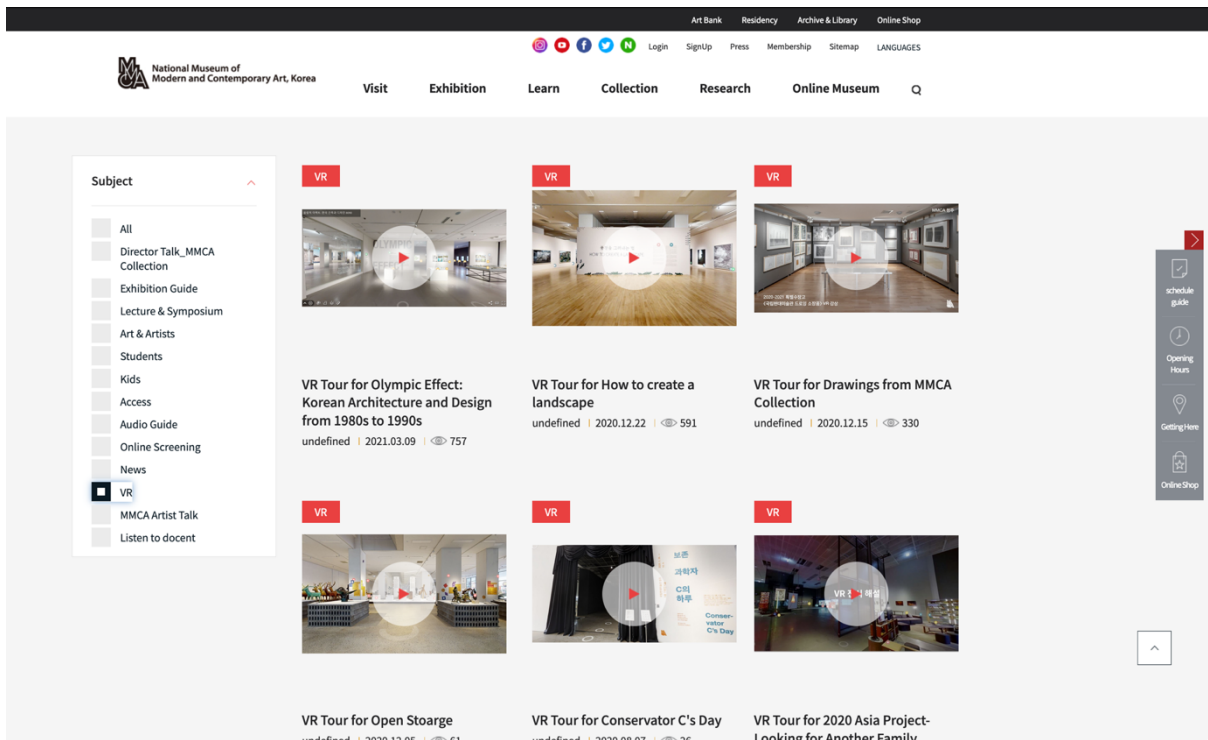 Art Bank Residency Archive & Library Online Shop
Login SignUp Press Membership Sitemap LANGUAGES
National Museum of
Modern and Contemporary Art, Korea
Visit Exhibition Learn Collection Research Online Museum
Subject
All
Director Talk_MMCA
Collection
Exhibition Guide
Lecture & Symposium
Art & Artists
Students
Kids
Access
Audio Guide
Online Screening
News
VR
MMCA Artist Talk
Listen to docent
VR
OLYMPIC
EFFECT
VR Tour for Olympic Effect:
Korean Architecture and Design
from 1980s to 1990s
undefined | 2021.03.09 | 757
VR
VR Tour for How to create a
landscape
undefined | 2020.12.22 | 591
VR
VR Tour for Drawings from MMCA
Collection
undefined | 2020.12.15 | 330
VR
VR Tour for Open Stoarge
VR
보존
과학자
C의
하루
Conser-
vator
C's Day
VR Tour for Conservator C's Day
VR
VR
해설
VR Tour for 2020 Asia Project-
Looking for Another Family
schedule
guide
Opening
Hours
Getting Here
Online Shop